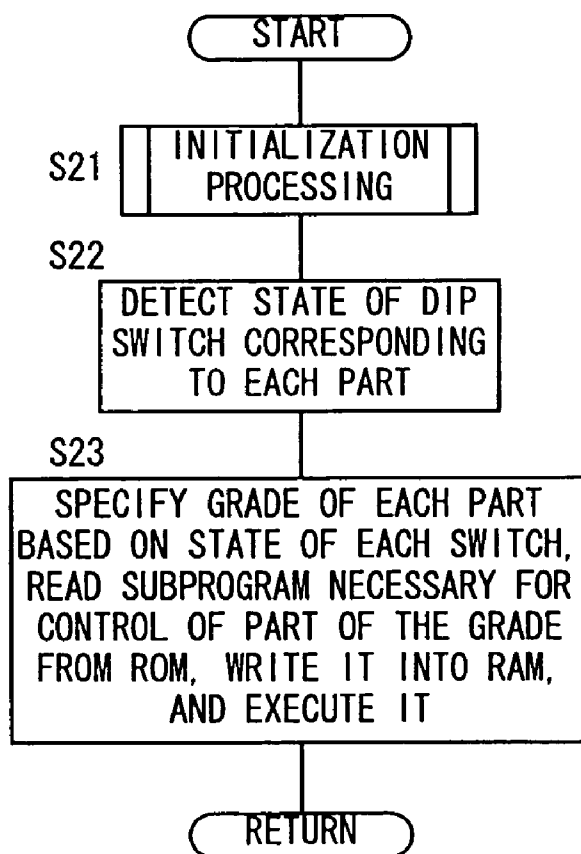 START
S21
INITIALIZATION
PROCESSING
S22
DETECT STATE OF DIP
SWITCH CORRESPONDING
TO EACH PART
S23
SPECIFY GRADE OF EACH PART
BASED ON STATE OF EACH SWITCH,
READ SUBPROGRAM NECESSARY FOR
CONTROL OF PART OF THE GRADE
FROM ROM, WRITE IT INTO RAM,
AND EXECUTE IT
RETURN